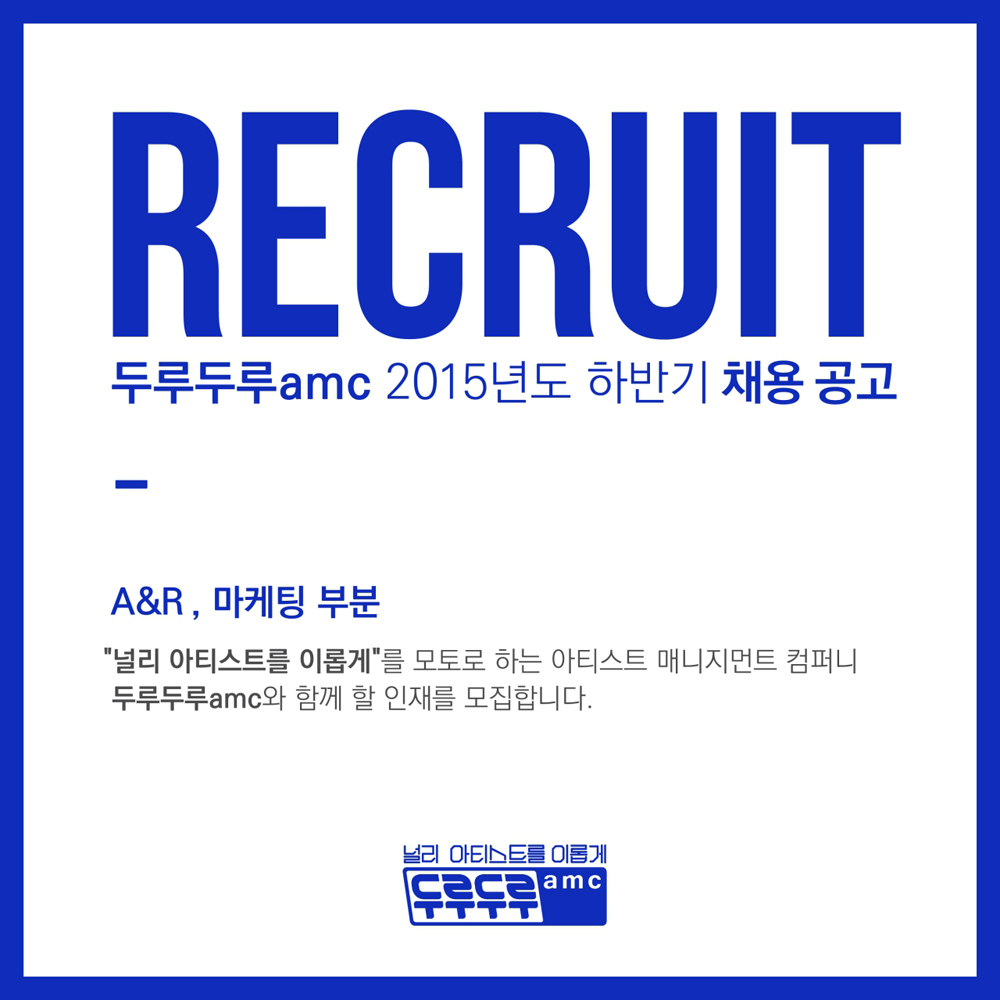 RECRUIT
두루두루amc 2015년도 하반기 채용 공고
A&R , 마케팅 부분
"널리 아티스트를 이롭게"를 모토로 하는 아티스트 매니지먼트 컴퍼니
두루두루amc와 함께 할 인재를 모집합니다.
널리 아티스트를 이롭게
두루두루 amc